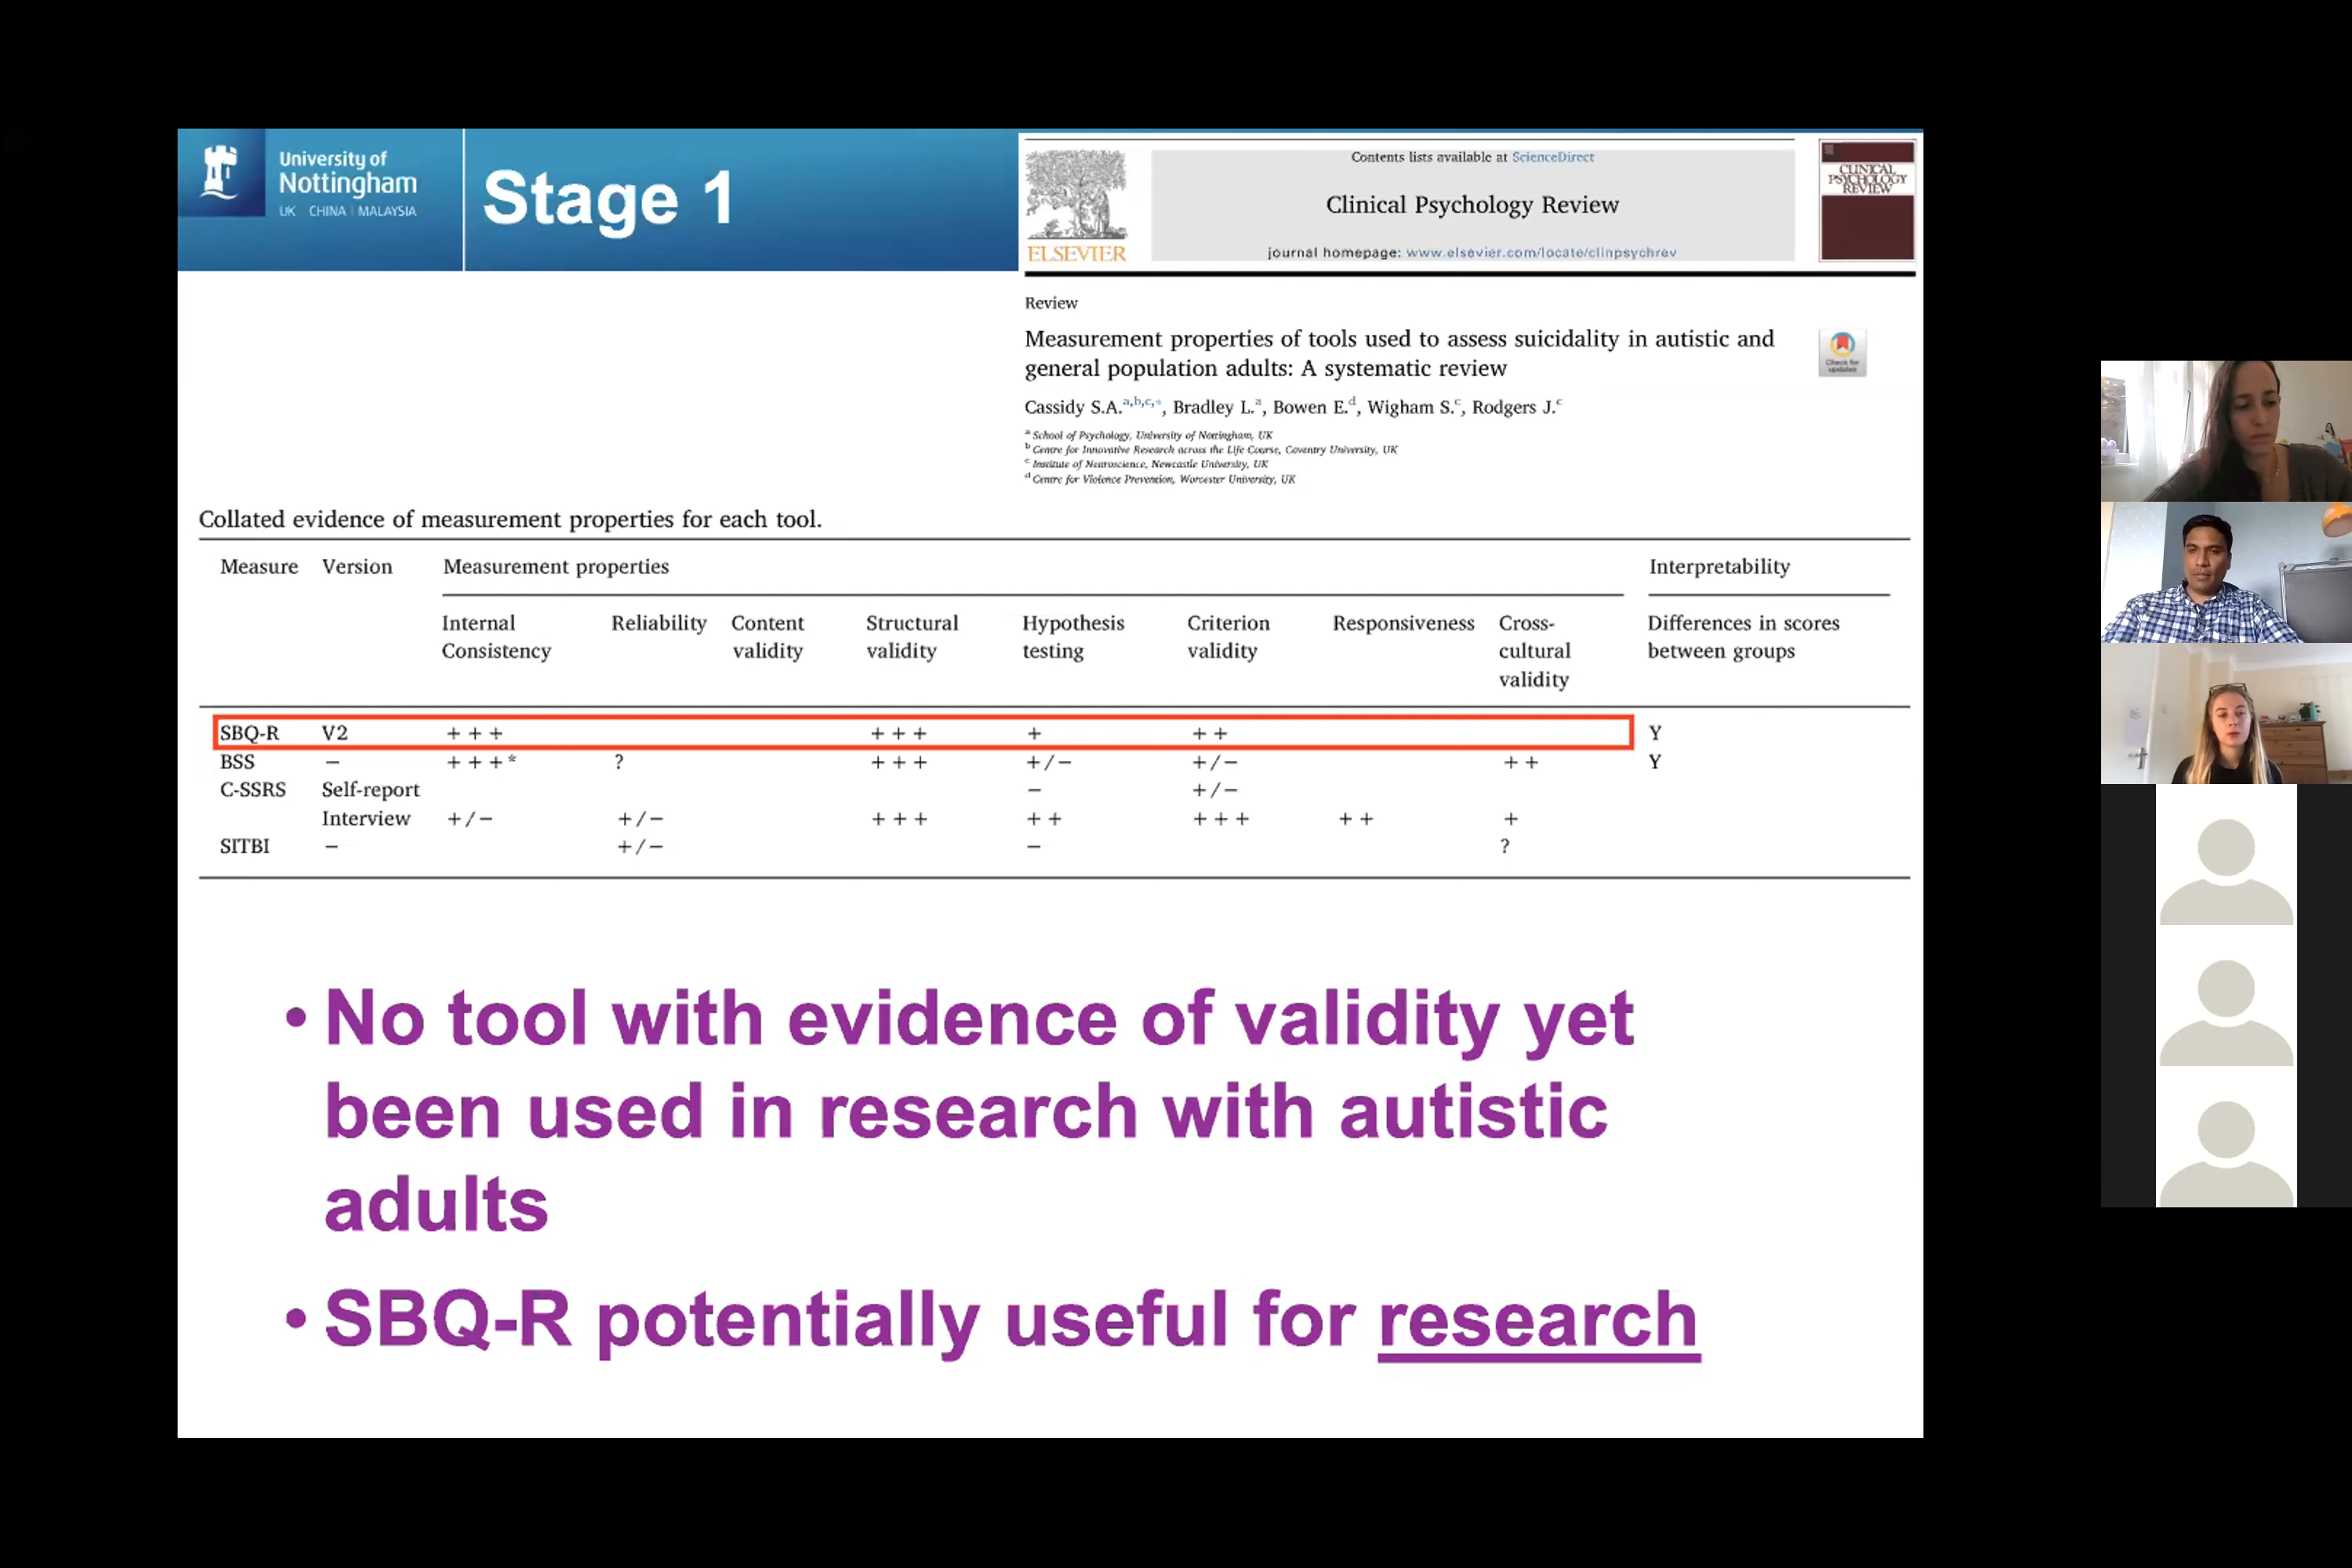 University of
Nottingham
UK | CHINA | MALAYSIA
Stage 1
Contents lists available at ScienceDirect
Clinical Psychology Review
journal homepage: www.elsevier.com/locate/clinpsychrev
ELSEVIER
CLINICAL
PSYCHOLOGY
REVIEW
Review
Measurement properties of tools used to assess suicidality in autistic and
general population adults: A systematic review
Check for
updates
Cassidy S.A.a,b,c,*, Bradley L.a, Bowen E.d, Wigham S.c, Rodgers J.c
a School of Psychology, University of Nottingham, UK
b Centre for Innovative Research across the Life Course, Coventry University, UK
c Institute of Neuroscience, Newcastle University, UK
d Centre for Violence Prevention, Worcester University, UK
Collated evidence of measurement properties for each tool.
Measure Version Measurement properties Interpretability
Internal Consistency Reliability Content validity Structural validity Hypothesis testing Criterion validity Responsiveness Cross-cultural validity Differences in scores between groups
SBQ-R V2 +++ +++ + ++ Y
BSS – +++* ? +++ +/– +/– ++ Y
C-SSRS Self-report – +/–
Interview +/– +/– +++ ++ +++ ++ +
SITBI – +/– – ?
• No tool with evidence of validity yet
been used in research with autistic
adults
• SBQ-R potentially useful for research